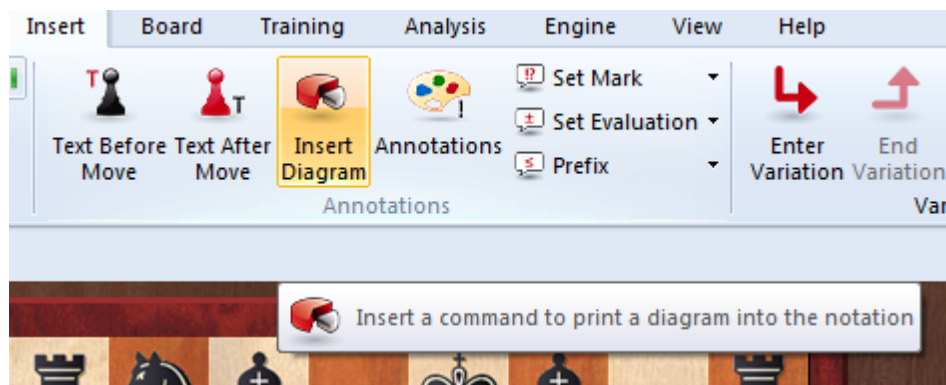 Insert Board Training Analysis Engine View Help
Text Before Move
Text After Move
Insert Diagram
Annotations
!? Set Mark
± Set Evaluation
≤ Prefix
Enter Variation
End Variation
Annotations
Insert a command to print a diagram into the notation